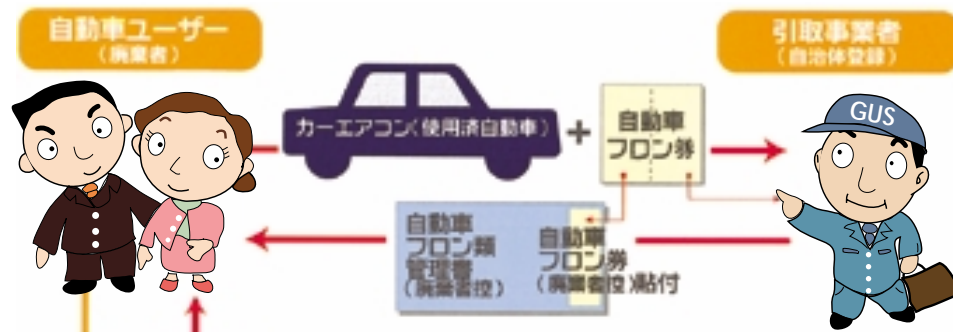 自動車ユーザー
(廃業者)
引取事業者
(自治体登録)
GUS
カーエアコン(使用済自動車)
+
自動車
フロン券
自動車
フロン類
管理書
(廃業者控)
自動車
フロン券
(廃業者控)貼付